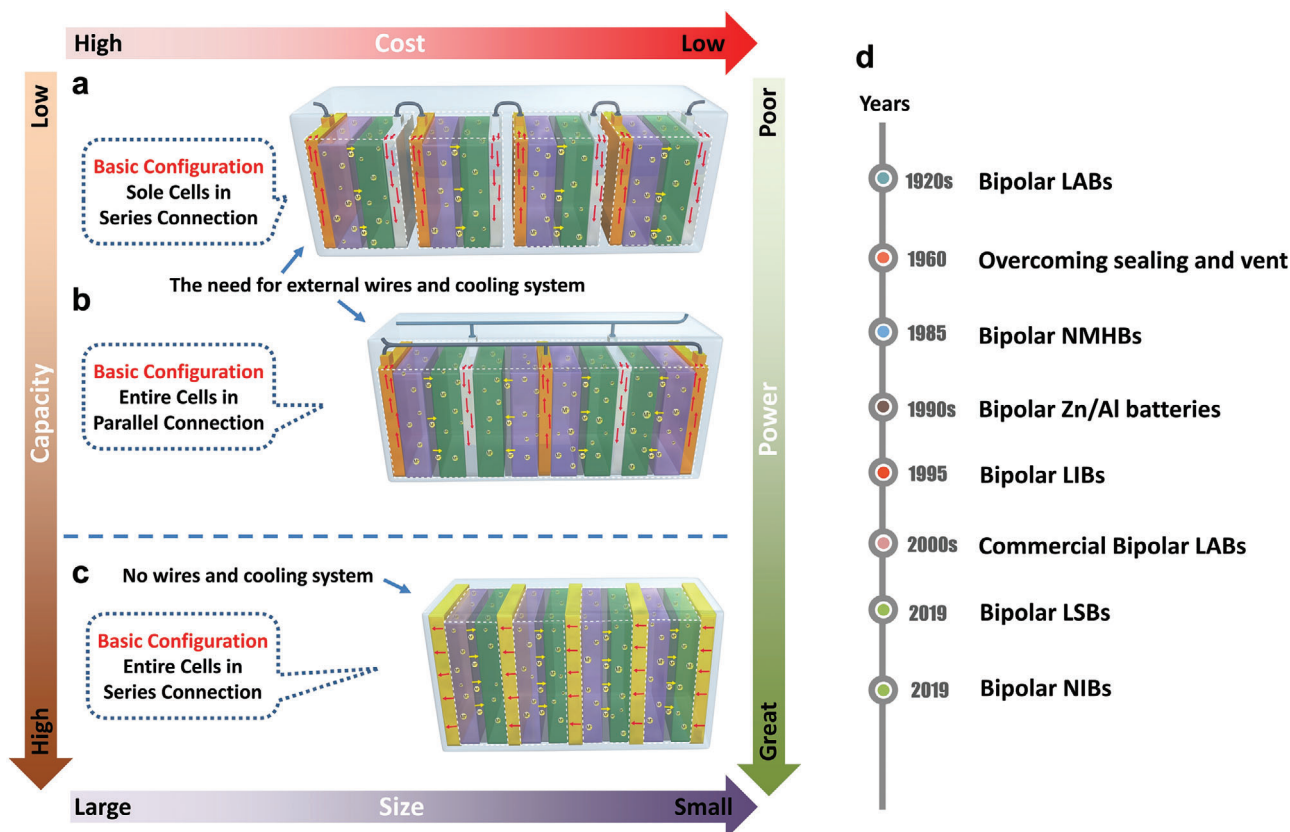 High Cost Low
a
Low
Poor
Basic Configuration
Sole Cells in
Series Connection
The need for external wires and cooling system
b
Basic Configuration
Entire Cells in
Parallel Connection
Capacity
Power
c
No wires and cooling system
Basic Configuration
Entire Cells in
Series Connection
High
Great
Large Size Small
d
Years
1920s Bipolar LABs
1960 Overcoming sealing and vent
1985 Bipolar NMHBs
1990s Bipolar Zn/Al batteries
1995 Bipolar LIBs
2000s Commercial Bipolar LABs
2019 Bipolar LSBs
2019 Bipolar NIBs